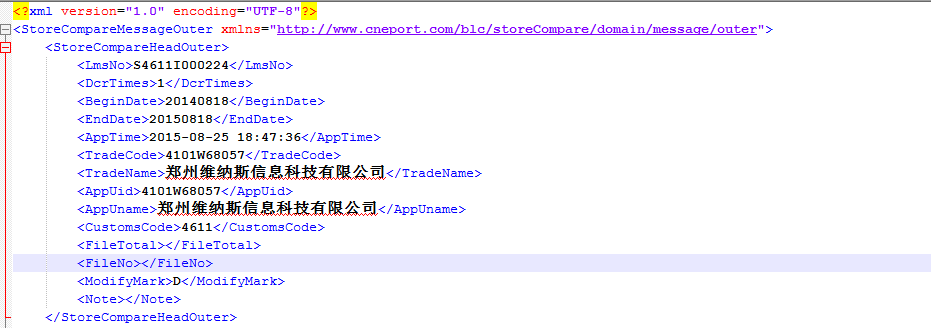 <?xml version="1.0" encoding="UTF-8"?>
<StoreCompareMessageOuter xmlns="http://www.cneport.com/blc/storeCompare/domain/message/outer">
<StoreCompareHeadOuter>
<LmsNo>S4611I000224</LmsNo>
<DcrTimes>1</DcrTimes>
<BeginDate>20140818</BeginDate>
<EndDate>20150818</EndDate>
<AppTime>2015-08-25 18:47:36</AppTime>
<TradeCode>4101W68057</TradeCode>
<TradeName>郑州维纳斯信息科技有限公司</TradeName>
<AppUid>4101W68057</AppUid>
<AppUname>郑州维纳斯信息科技有限公司</AppUname>
<CustomsCode>4611</CustomsCode>
<FileTotal></FileTotal>
<FileNo></FileNo>
<ModifyMark>D</ModifyMark>
<Note></Note>
</StoreCompareHeadOuter>